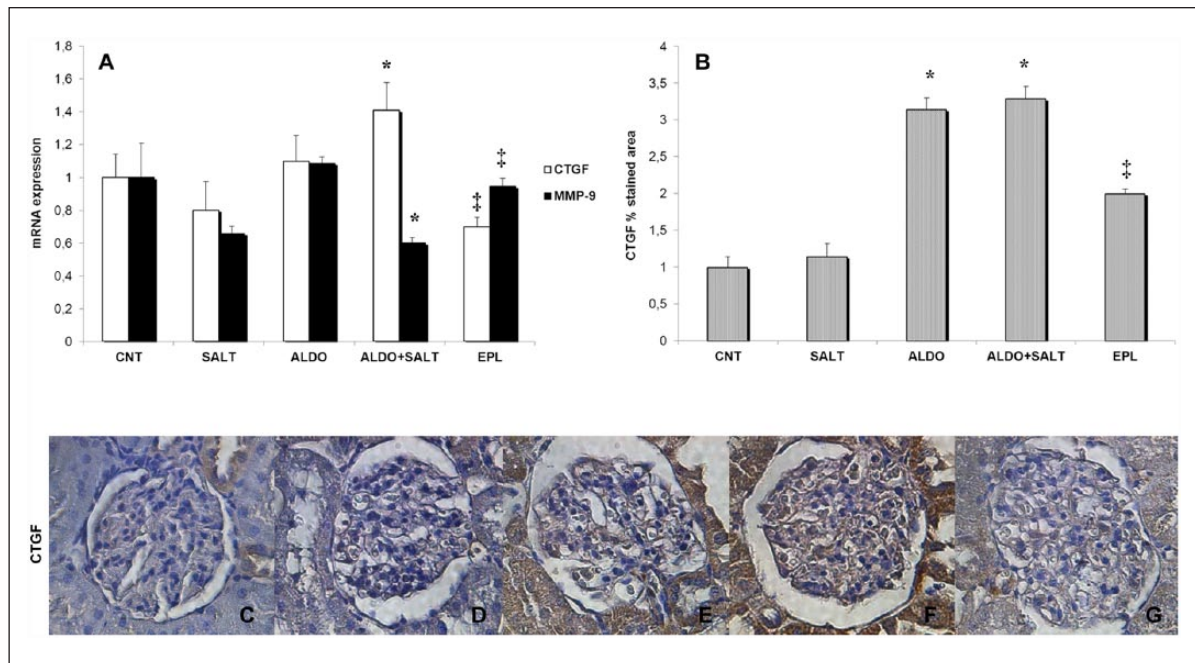 A
mRNA expression
1,8
1,6
1,4
1,2
1
0,8
0,6
0,4
0,2
0
*
*
‡
‡
CNT SALT ALDO ALDO+SALT EPL
CTGF
MMP-9
B
CTGF % stained area
4
3,5
3
2,5
2
1,5
1
0,5
0
*
*
‡
CNT SALT ALDO ALDO+SALT EPL
CTGF
C D E F G